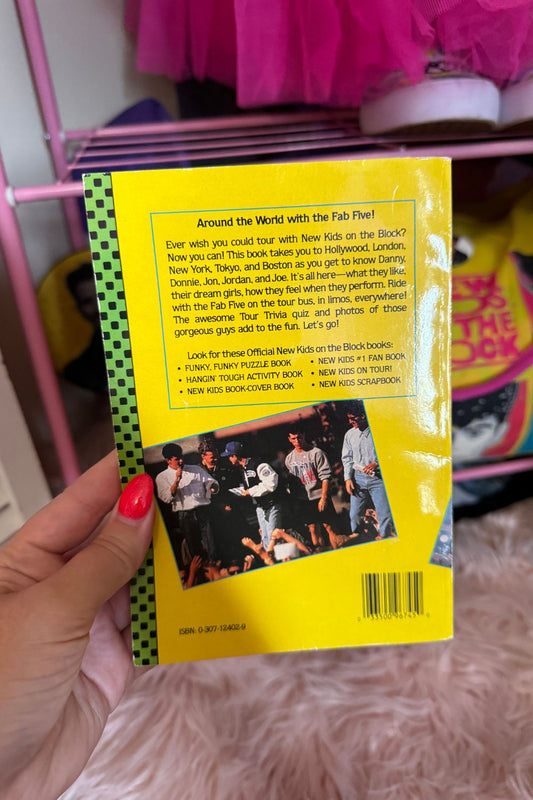 Around the World with the Fab Five!
Ever wish you could tour with New Kids on the Block?
Now you can! This book takes you to Hollywood, London,
New York, Tokyo, and Boston as you get to know Danny,
Donnie, Jon, Jordan, and Joe. It's all here—what they like,
their dream girls, how they feel when they perform. Ride
with the Fab Five on the tour bus, in limos, everywhere!
The awesome Tour Trivia quiz and photos of those
gorgeous guys add to the fun. Let's go!
Look for these Official New Kids on the Block books:
• FUNKY, FUNKY PUZZLE BOOK
• HANGIN' TOUGH ACTIVITY BOOK
• NEW KIDS BOOK-COVER BOOK
• NEW KIDS #1 FAN BOOK
• NEW KIDS ON TOUR!
• NEW KIDS SCRAPBOOK
ISBN: 0-307-12402-9
THE